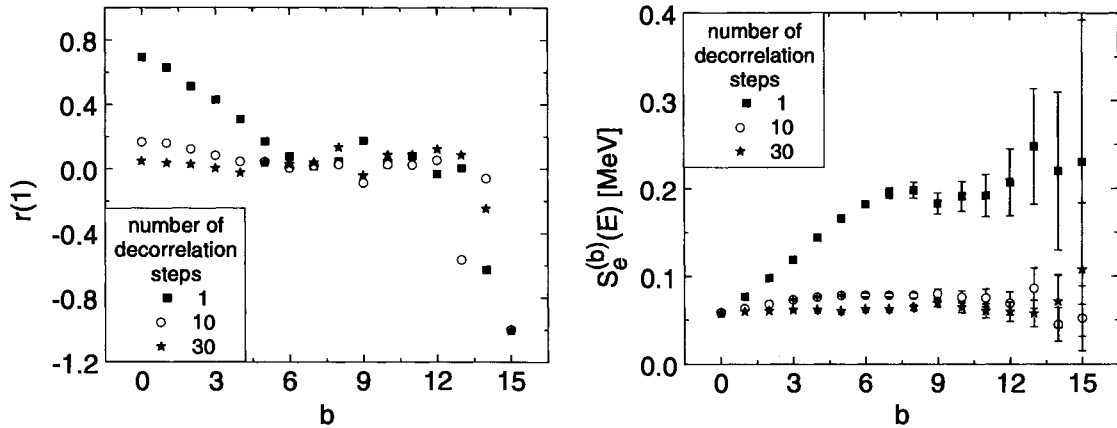 0.8
0.4
0.0
-0.4
-0.8
-1.2
r(1)
number of
decorrelation
steps
1
10
30
0 3 6 9 12 15
b
0.4
0.3
0.2
0.1
0.0
S_e^(b)(E) [MeV]
number of
decorrelation
steps
1
10
30
0 3 6 9 12 15
b